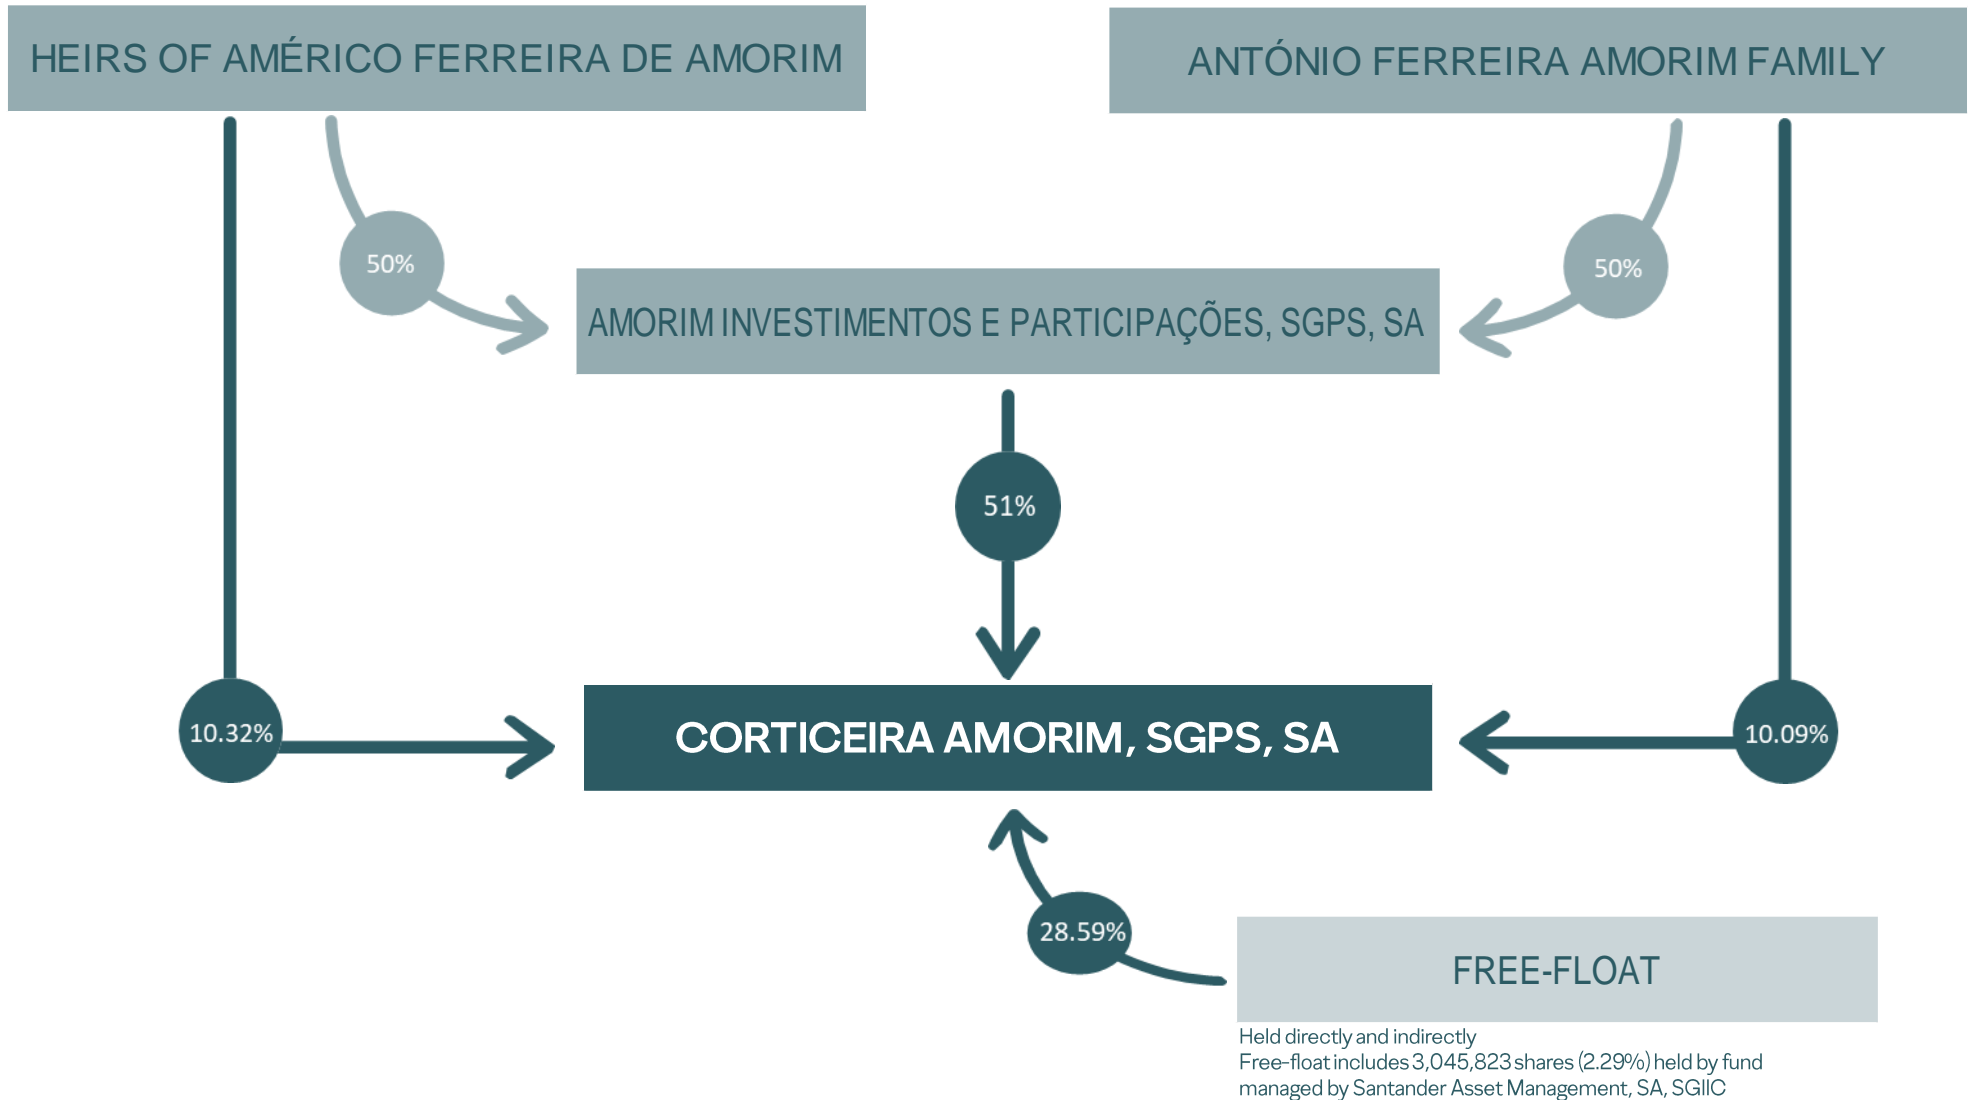 HEIRS OF AMÉRICO FERREIRA DE AMORIM
ANTÓNIO FERREIRA AMORIM FAMILY
50%
50%
AMORIM INVESTIMENTOS E PARTICIPAÇÕES, SGPS, SA
51%
10.32%
CORTICEIRA AMORIM, SGPS, SA
10.09%
28.59%
FREE-FLOAT
Held directly and indirectly
Free-float includes 3,045,823 shares (2.29%) held by fund
managed by Santander Asset Management, SA, SGIIC